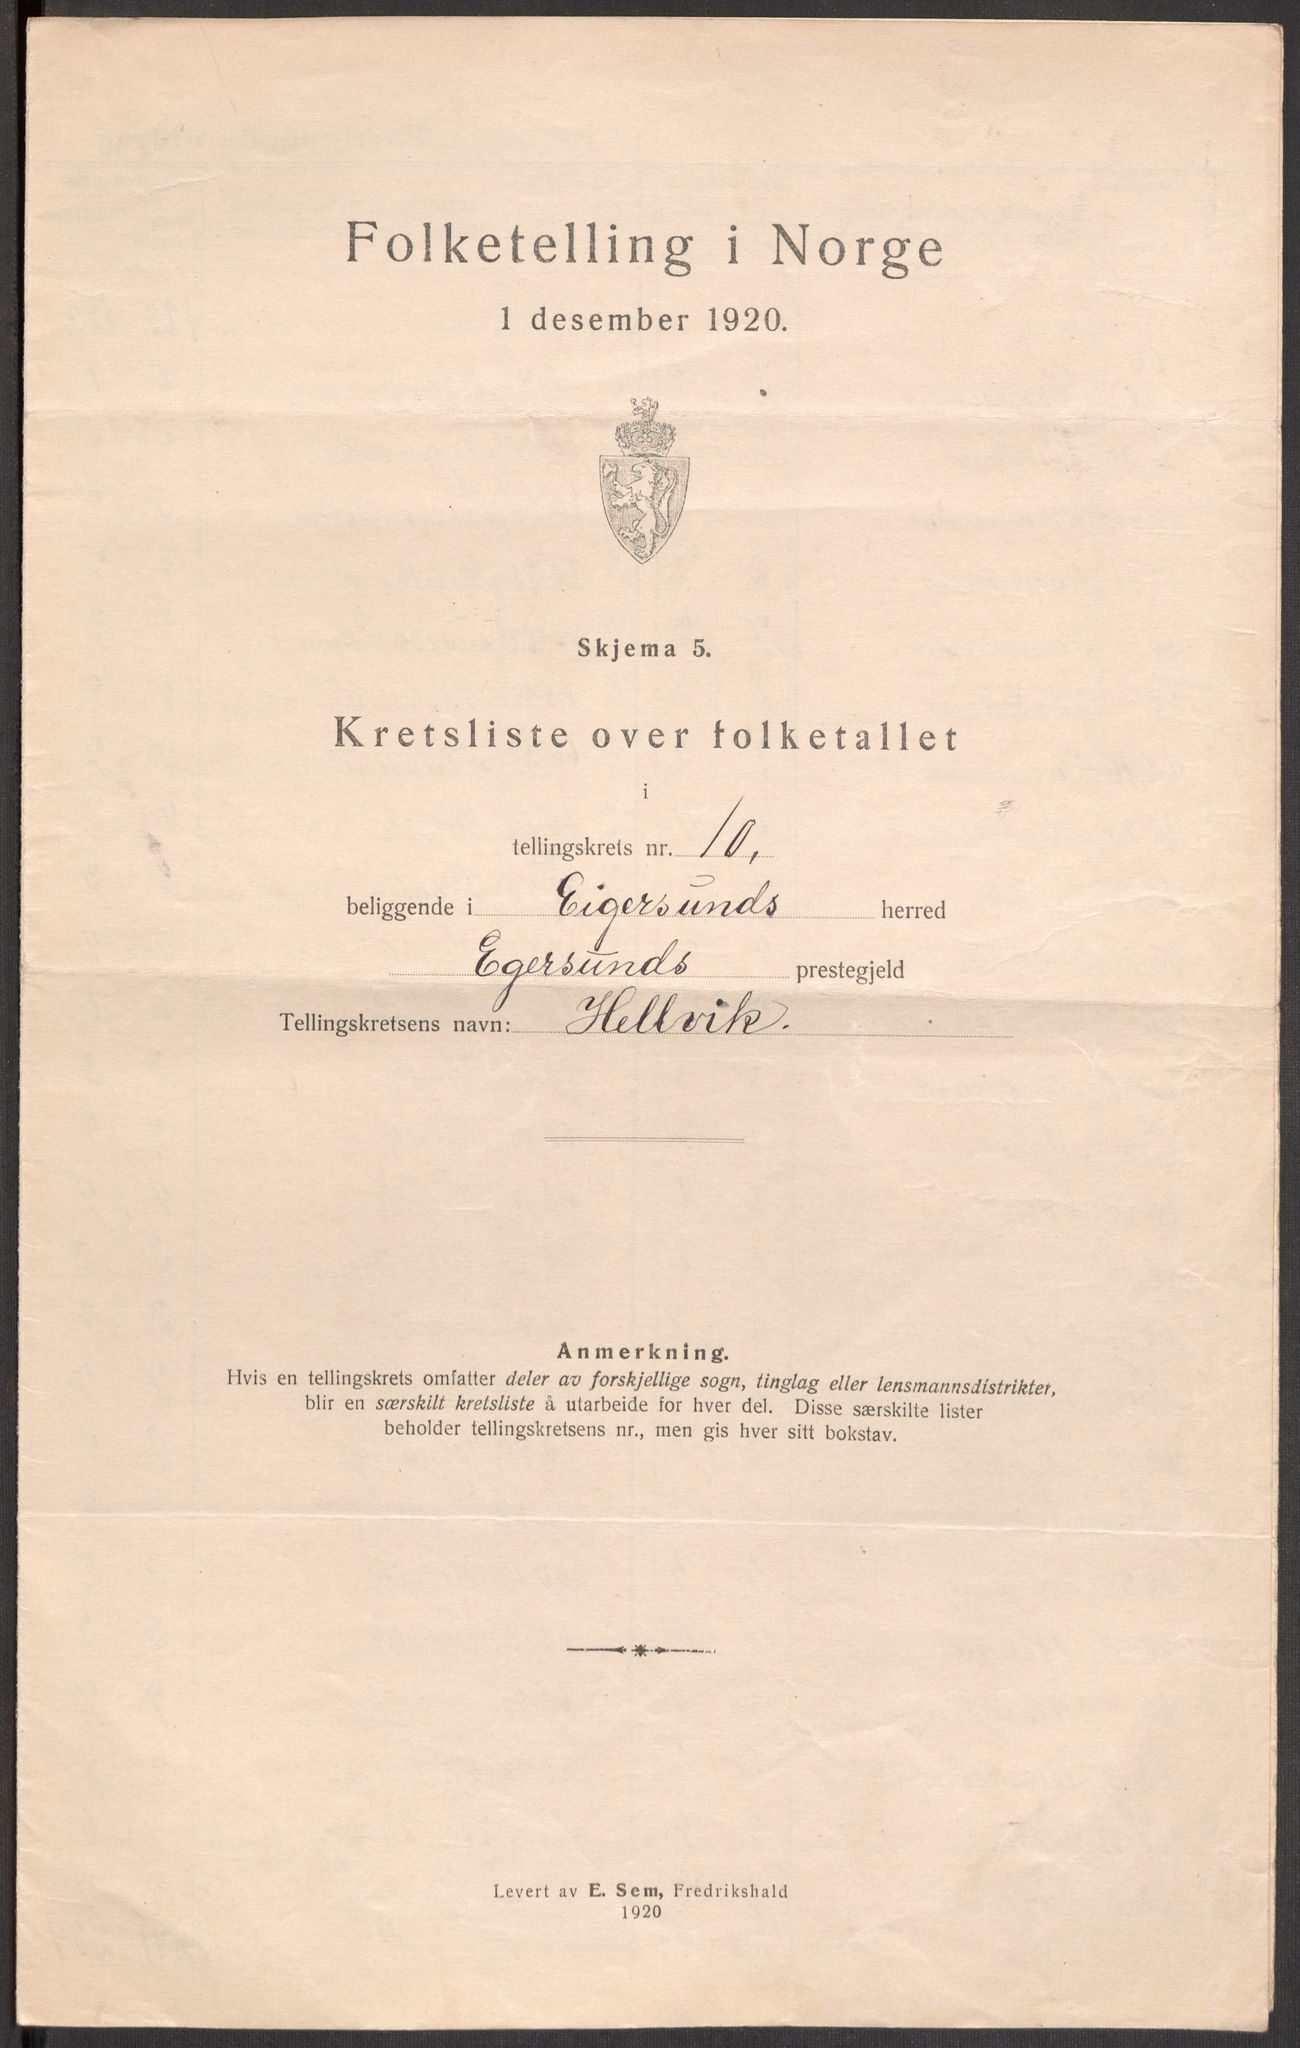 Folketelling i Norge
1 desember 1920.
Skjema 5.
Kretsliste over folketallet
i
tellingskrets nr. 10,
beliggende i Eigersunds herred
Egersunds prestegjeld
Tellingskretsens navn: Hellvik.
Anmerkning.
Hvis en tellingskrets omfatter deler av forskjellige sogn, tinglag eller lensmannsdistrikter,
blir en særskilt kretsliste å utarbeide for hver del. Disse særskilte lister
beholder tellingskretsens nr., men gis hver sitt bokstav.
Levert av E. Sem, Fredrikshald
1920